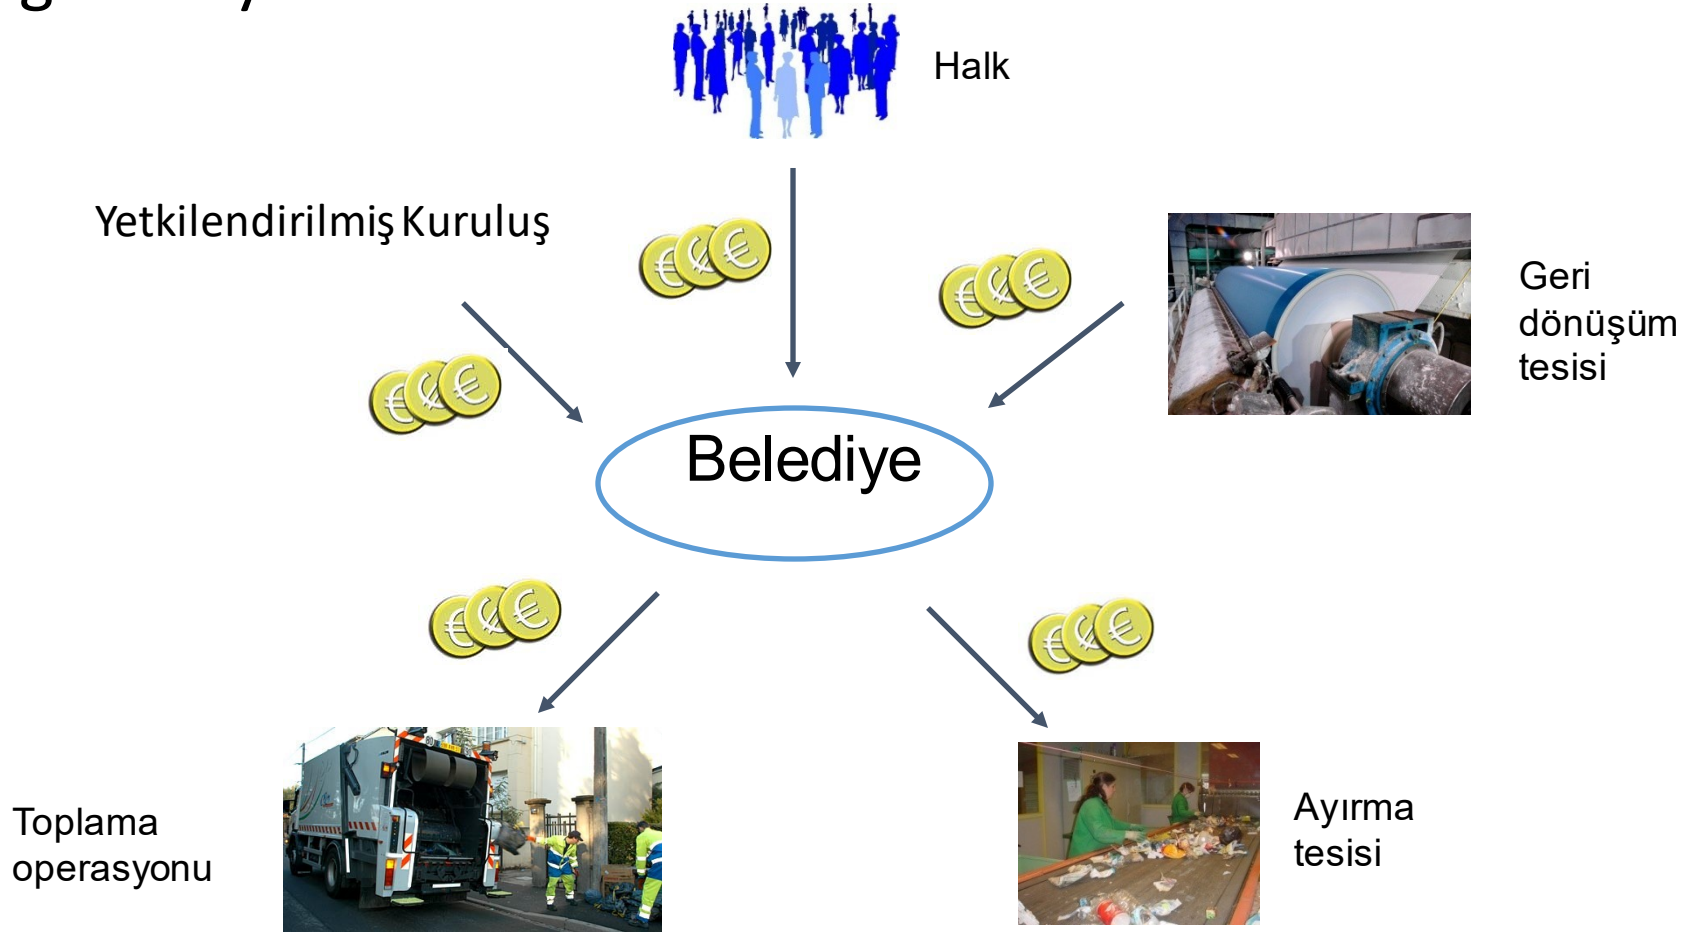 Halk
Yetkilendirilmiş Kuruluş
Geri
dönüşüm
tesisi
Belediye
Toplama
operasyonu
Ayırma
tesisi